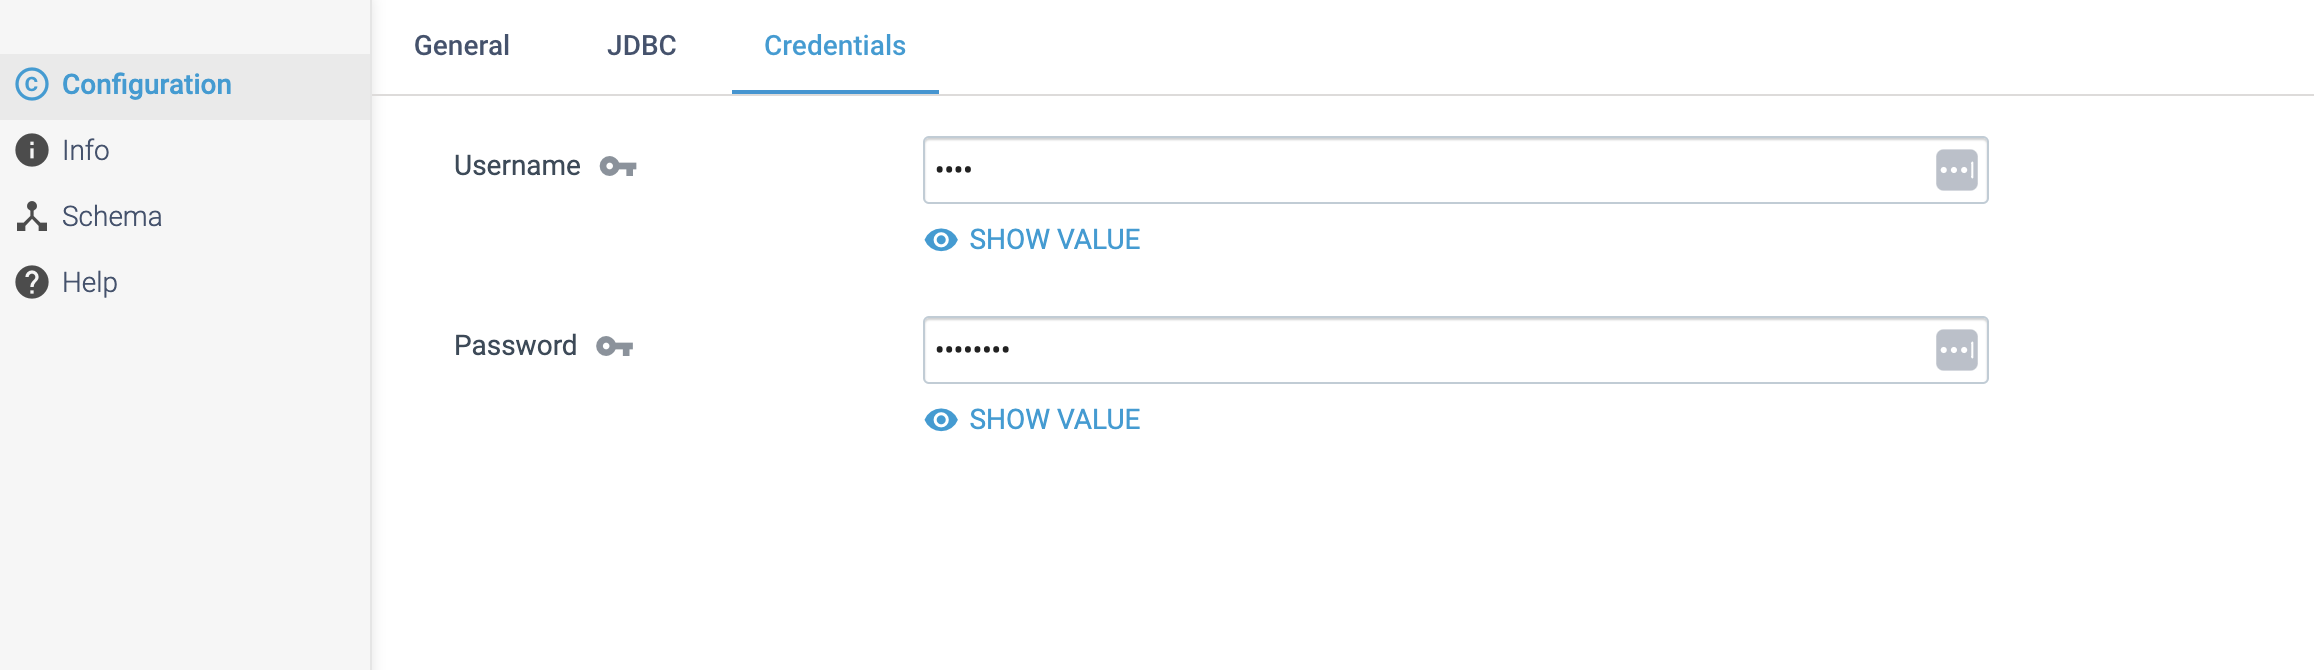 General JDBC Credentials
Configuration
Info
Schema
Help
Username
••••
SHOW VALUE
Password
••••••••
SHOW VALUE